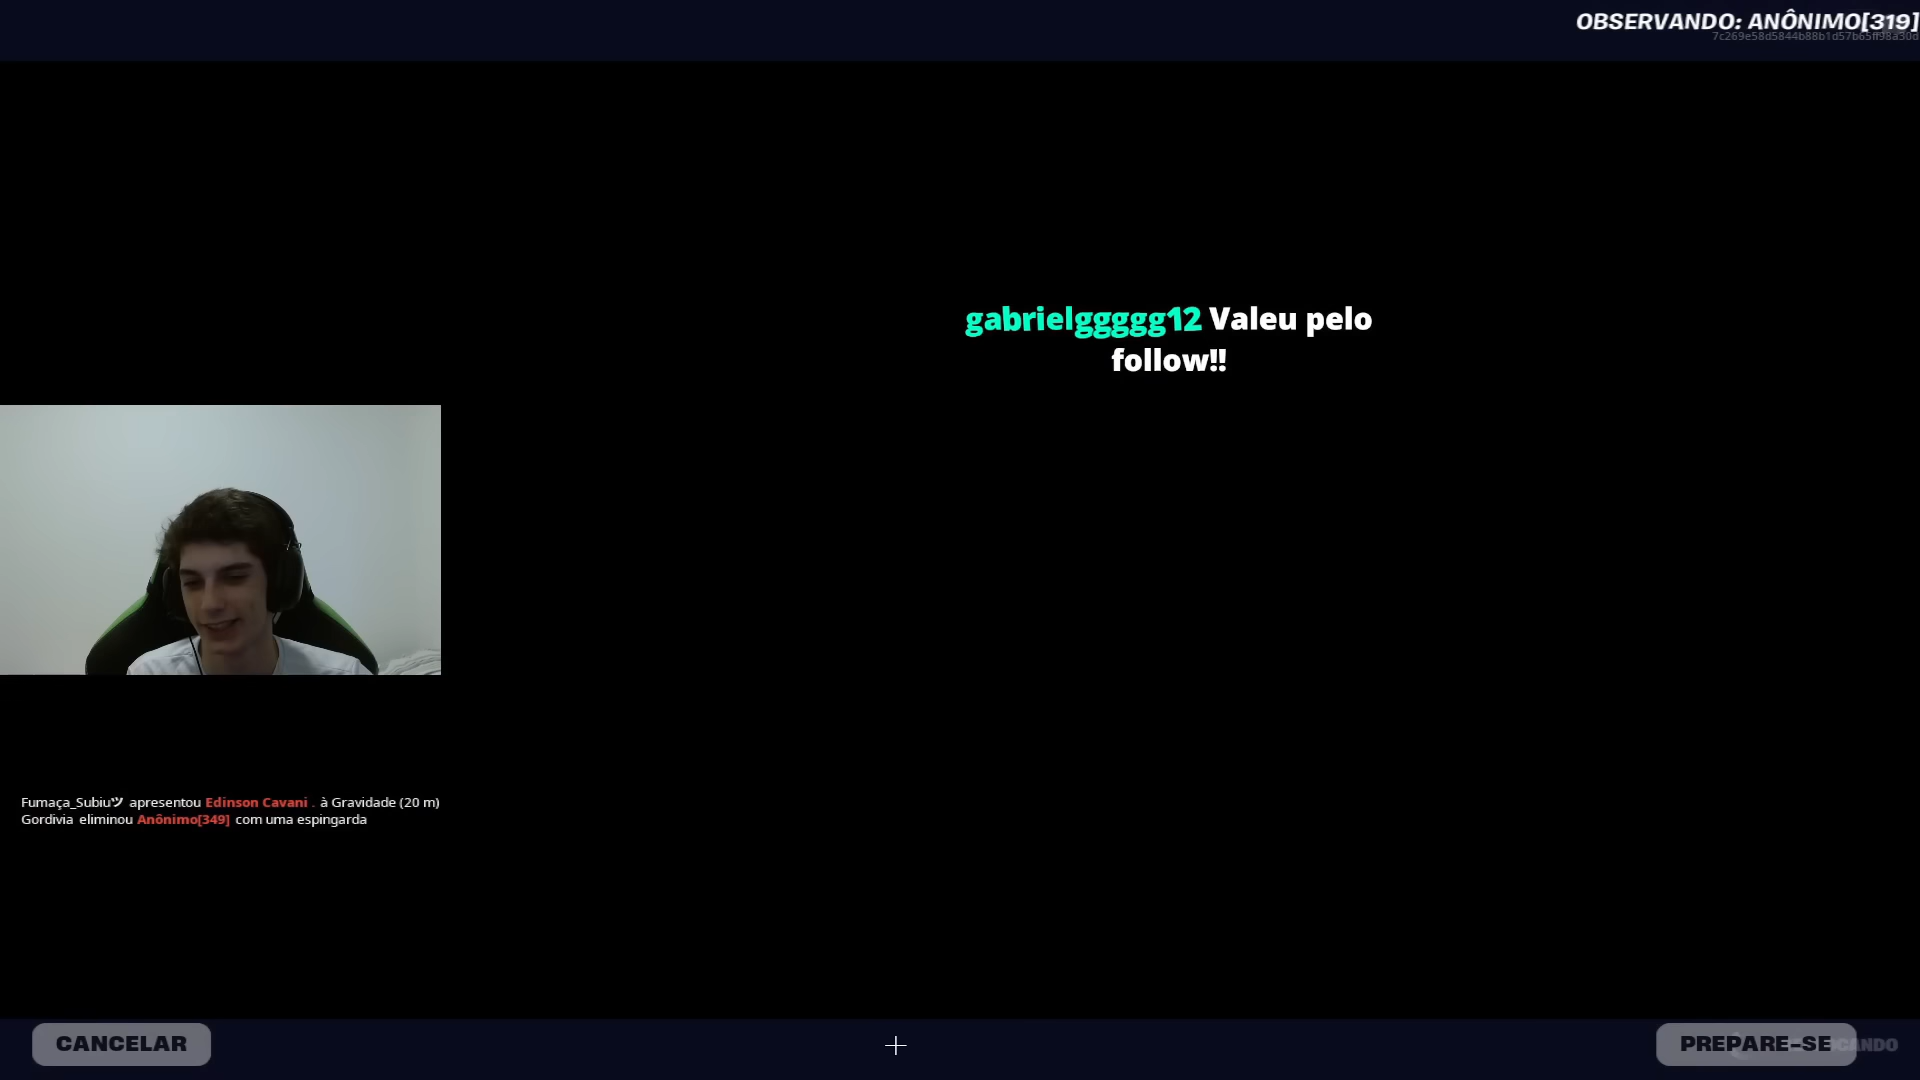 OBSERVANDO: ANÔNIMO[319]
7c269e58d5844b88b1d57b65ff98a30d
gabrielggggg12 Valeu pelo
follow!!
Fumaça_Subiuツ apresentou Edinson Cavani . à Gravidade (20 m)
Gordivia eliminou Anônimo[349] com uma espingarda
CANCELAR
PREPARE-SE